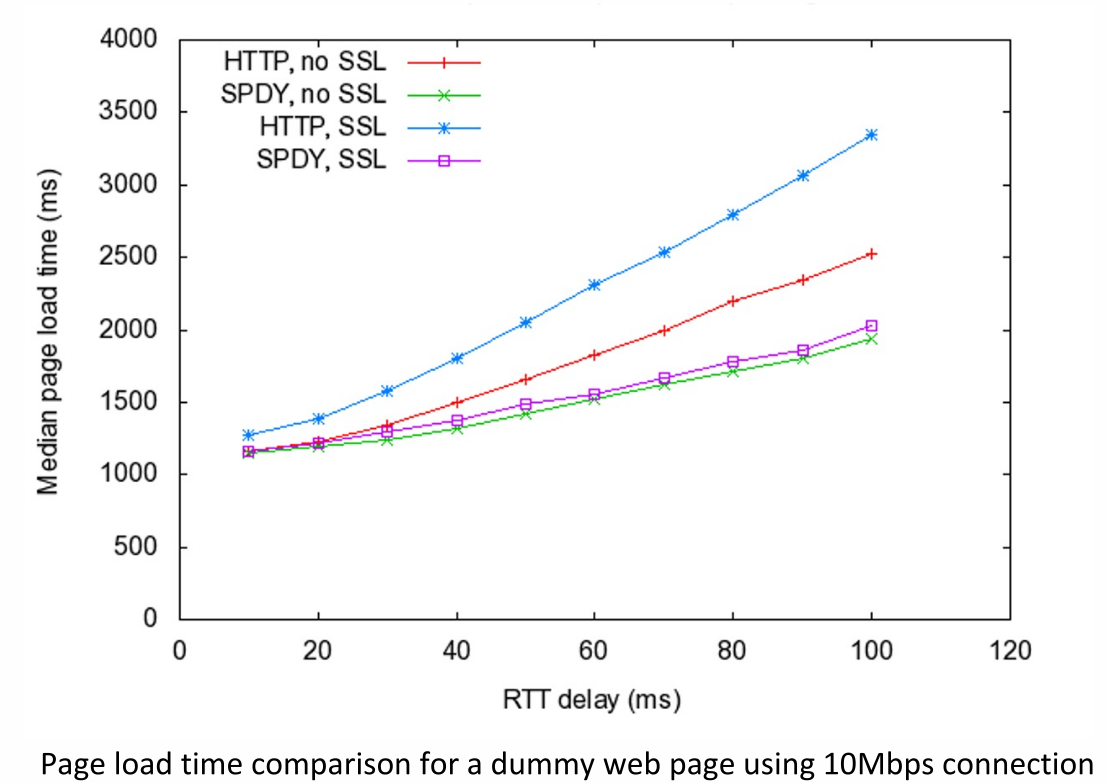 4000
3500
3000
2500
2000
1500
1000
500
0
Median page load time (ms)
HTTP, no SSL
SPDY, no SSL
HTTP, SSL
SPDY, SSL
0 20 40 60 80 100 120
RTT delay (ms)
Page load time comparison for a dummy web page using 10Mbps connection